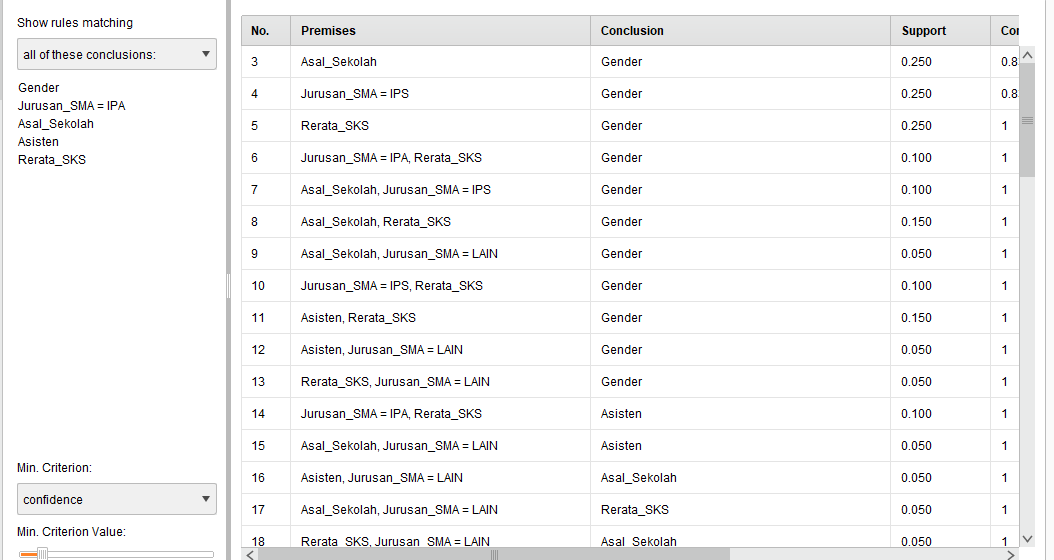 Show rules matching
all of these conclusions:
Gender
Jurusan_SMA = IPA
Asal_Sekolah
Asisten
Rerata_SKS
Min. Criterion:
confidence
Min. Criterion Value:
No. Premises Conclusion Support Cor
3 Asal_Sekolah Gender 0.250 0.8
4 Jurusan_SMA = IPS Gender 0.250 0.8
5 Rerata_SKS Gender 0.250 1
6 Jurusan_SMA = IPA, Rerata_SKS Gender 0.100 1
7 Asal_Sekolah, Jurusan_SMA = IPS Gender 0.100 1
8 Asal_Sekolah, Rerata_SKS Gender 0.150 1
9 Asal_Sekolah, Jurusan_SMA = LAIN Gender 0.050 1
10 Jurusan_SMA = IPS, Rerata_SKS Gender 0.100 1
11 Asisten, Rerata_SKS Gender 0.150 1
12 Asisten, Jurusan_SMA = LAIN Gender 0.050 1
13 Rerata_SKS, Jurusan_SMA = LAIN Gender 0.050 1
14 Jurusan_SMA = IPA, Rerata_SKS Asisten 0.100 1
15 Asal_Sekolah, Jurusan_SMA = LAIN Asisten 0.050 1
16 Asisten, Jurusan_SMA = LAIN Asal_Sekolah 0.050 1
17 Asal_Sekolah, Jurusan_SMA = LAIN Rerata_SKS 0.050 1
18 Rerata_SKS, Jurusan_SMA = LAIN Asal_Sekolah 0.050 1